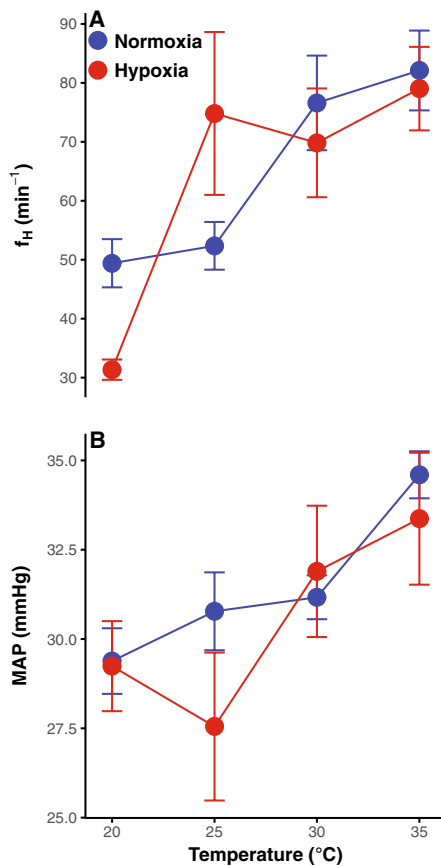 A
Normoxia
Hypoxia
90
80
70
60
50
40
30
fH (min⁻¹)
B
35.0
32.5
30.0
27.5
25.0
MAP (mmHg)
20 25 30 35
Temperature (°C)